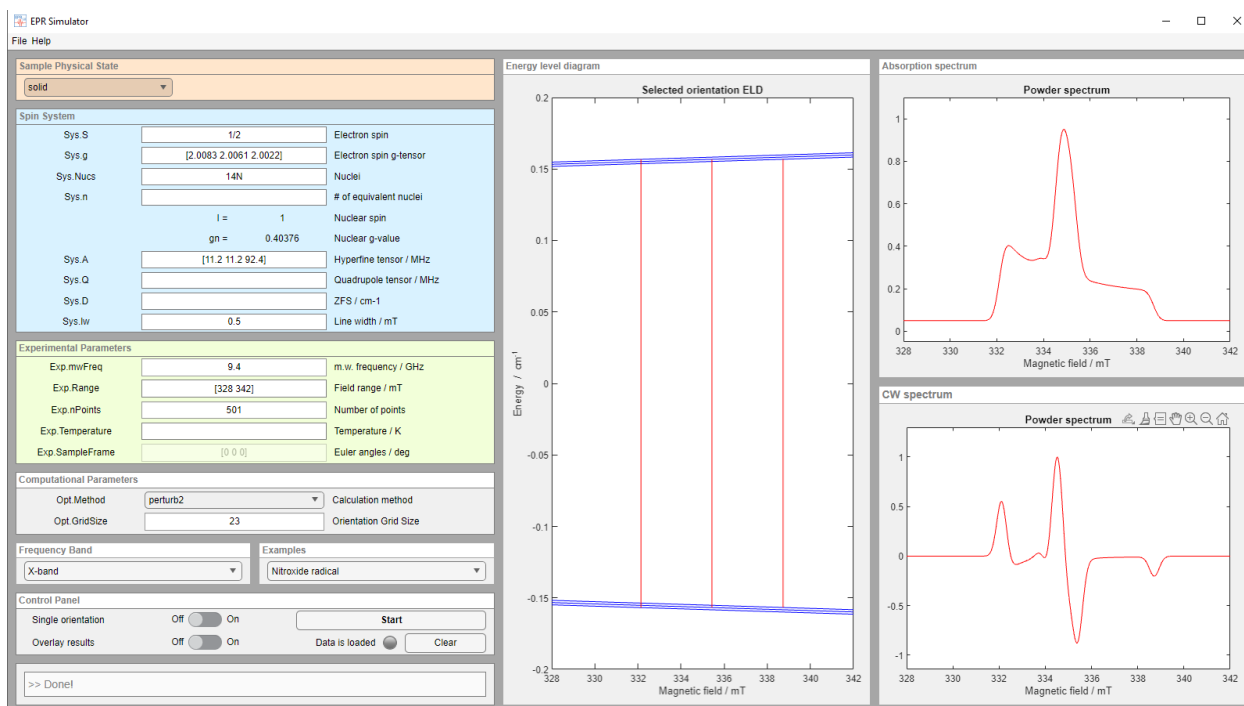 EPR Simulator
File Help
Sample Physical State
solid
Spin System
Sys.S 1/2 Electron spin
Sys.g [2.0083 2.0061 2.0022] Electron spin g-tensor
Sys.Nucs 14N Nuclei
Sys.n # of equivalent nuclei
I = 1 Nuclear spin
gn = 0.40376 Nuclear g-value
Sys.A [11.2 11.2 92.4] Hyperfine tensor / MHz
Sys.Q Quadrupole tensor / MHz
Sys.D ZFS / cm-1
Sys.lw 0.5 Line width / mT
Experimental Parameters
Exp.mwFreq 9.4 m.w. frequency / GHz
Exp.Range [328 342] Field range / mT
Exp.nPoints 501 Number of points
Exp.Temperature Temperature / K
Exp.SampleFrame [0 0 0] Euler angles / deg
Computational Parameters
Opt.Method perturb2 Calculation method
Opt.GridSize 23 Orientation Grid Size
Frequency Band
X-band
Examples
Nitroxide radical
Control Panel
Single orientation Off On Start
Overlay results Off On Data is loaded Clear
>> Done!
Energy level diagram
Selected orientation ELD
0.2
0.15
0.1
0.05
0
-0.05
-0.1
-0.15
-0.2
Energy / cm-1
328 330 332 334 336 338 340 342
Magnetic field / mT
Absorption spectrum
Powder spectrum
1
0.8
0.6
0.4
0.2
0
328 330 332 334 336 338 340 342
Magnetic field / mT
CW spectrum
Powder spectrum
1
0.5
0
-0.5
-1
328 330 332 334 336 338 340 342
Magnetic field / mT